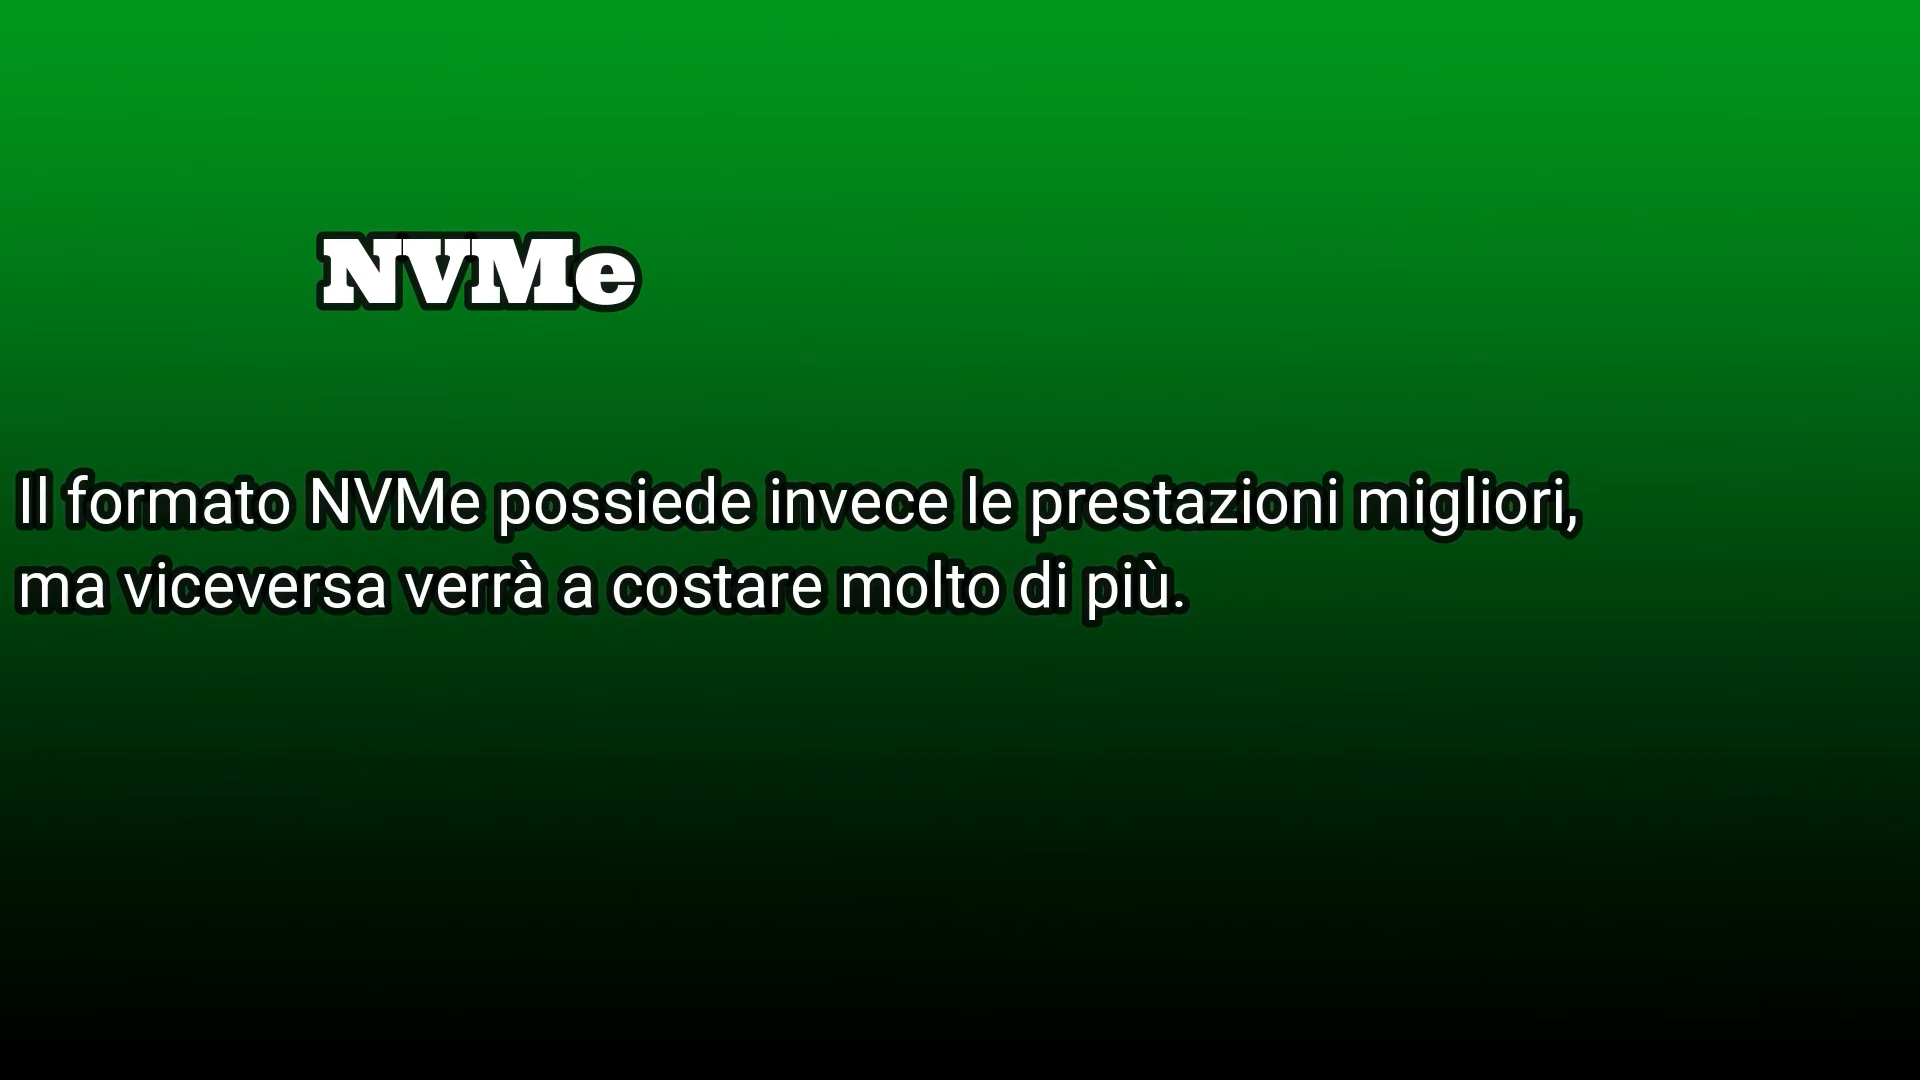 NVMe
Il formato NVMe possiede invece le prestazioni migliori,
ma viceversa verrà a costare molto di più.